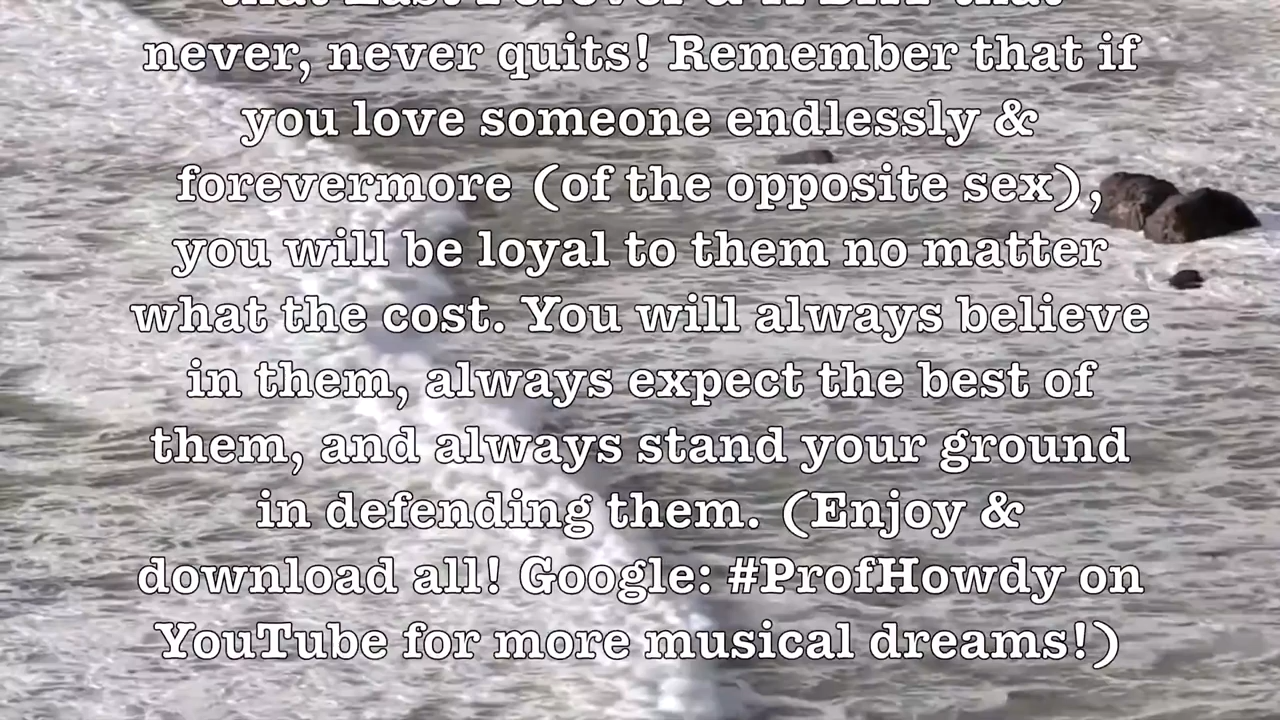 never, never quits! Remember that if
you love someone endlessly &
forevermore (of the opposite sex),
you will be loyal to them no matter
what the cost. You will always believe
in them, always expect the best of
them, and always stand your ground
in defending them. (Enjoy &
download all! Google: #ProfHowdy on
YouTube for more musical dreams!)